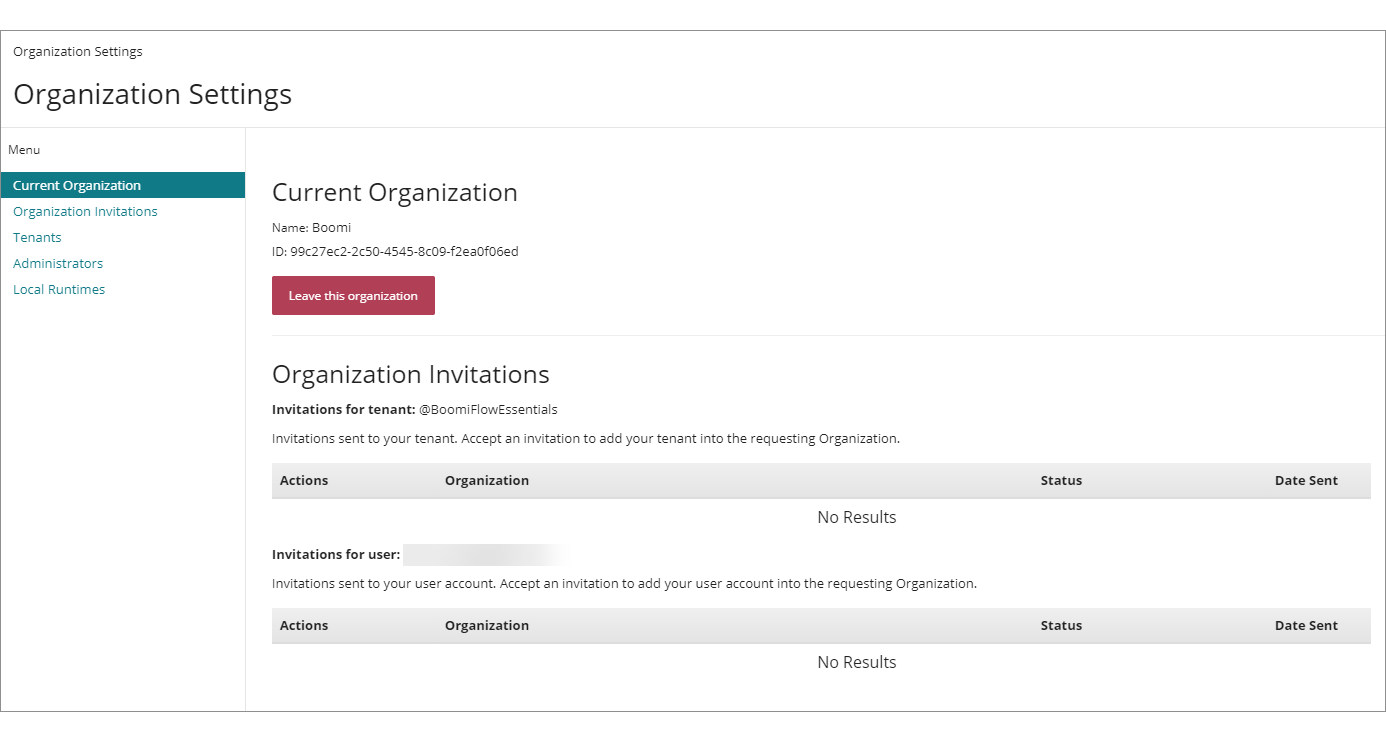 Organization Settings
Organization Settings
Menu
Current Organization
Organization Invitations
Tenants
Administrators
Local Runtimes
Current Organization
Name: Boomi
ID: 99c27ec2-2c50-4545-8c09-f2ea0f06ed
Leave this organization
Organization Invitations
Invitations for tenant: @BoomiFlowEssentials
Invitations sent to your tenant. Accept an invitation to add your tenant into the requesting Organization.
Actions Organization Status Date Sent
No Results
Invitations for user:
Invitations sent to your user account. Accept an invitation to add your user account into the requesting Organization.
Actions Organization Status Date Sent
No Results